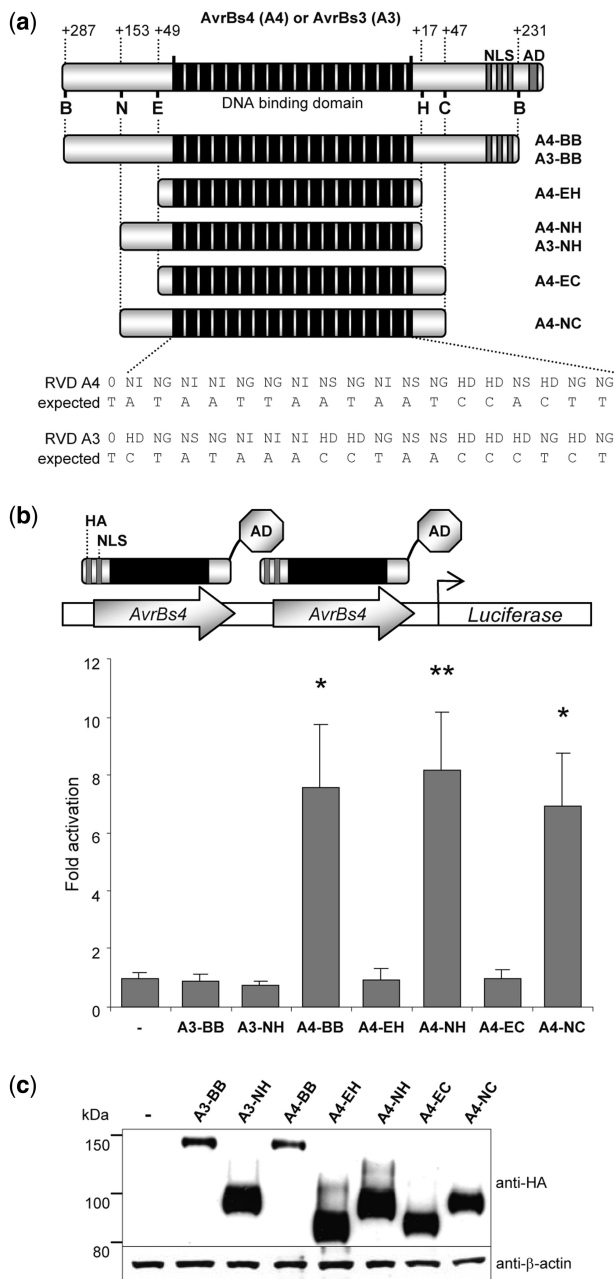 (a)
AvrBs4 (A4) or AvrBs3 (A3)
+287 +153 +49 +17 +47 +231
NLS AD
B N E DNA binding domain H C B
A4-BB
A3-BB
A4-EH
A4-NH
A3-NH
A4-EC
A4-NC
RVD A4 0 NI NG NI NI NG NG NI NS NG NI NS NG HD HD NS HD NG NG
expected T A T A A T T A A T A A T C C A C T T
RVD A3 0 HD NG NS NG NI NI NI HD HD NG NS NS HD HD HD NG HD NG
expected T C T A T A A A C C T A A C C C T C T
(b)
HA
NLS
AD AD
AvrBs4 AvrBs4 Luciferase
Fold activation
12
10
8
6
4
2
0
* ** *
- A3-BB A3-NH A4-BB A4-EH A4-NH A4-EC A4-NC
(c)
kDa - A3-BB A3-NH A4-BB A4-EH A4-NH A4-EC A4-NC
150
100
80
anti-HA
anti-β-actin